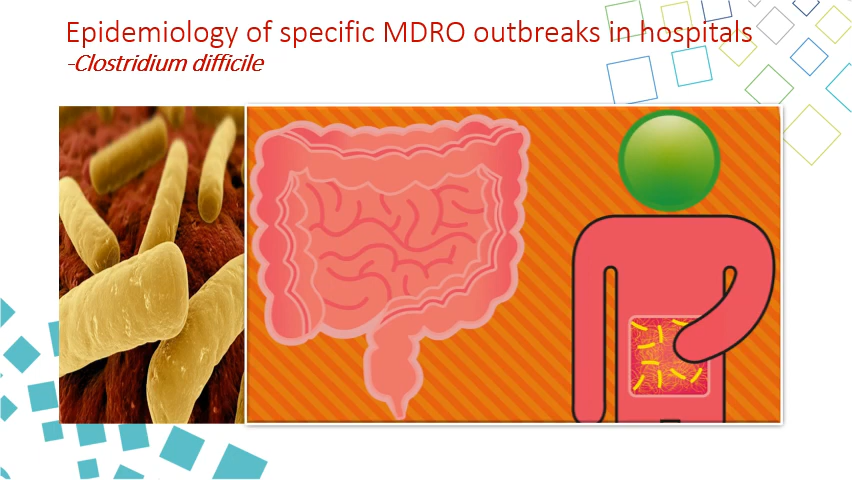 Epidemiology of specific MDRO outbreaks in hospitals
-Clostridium difficile